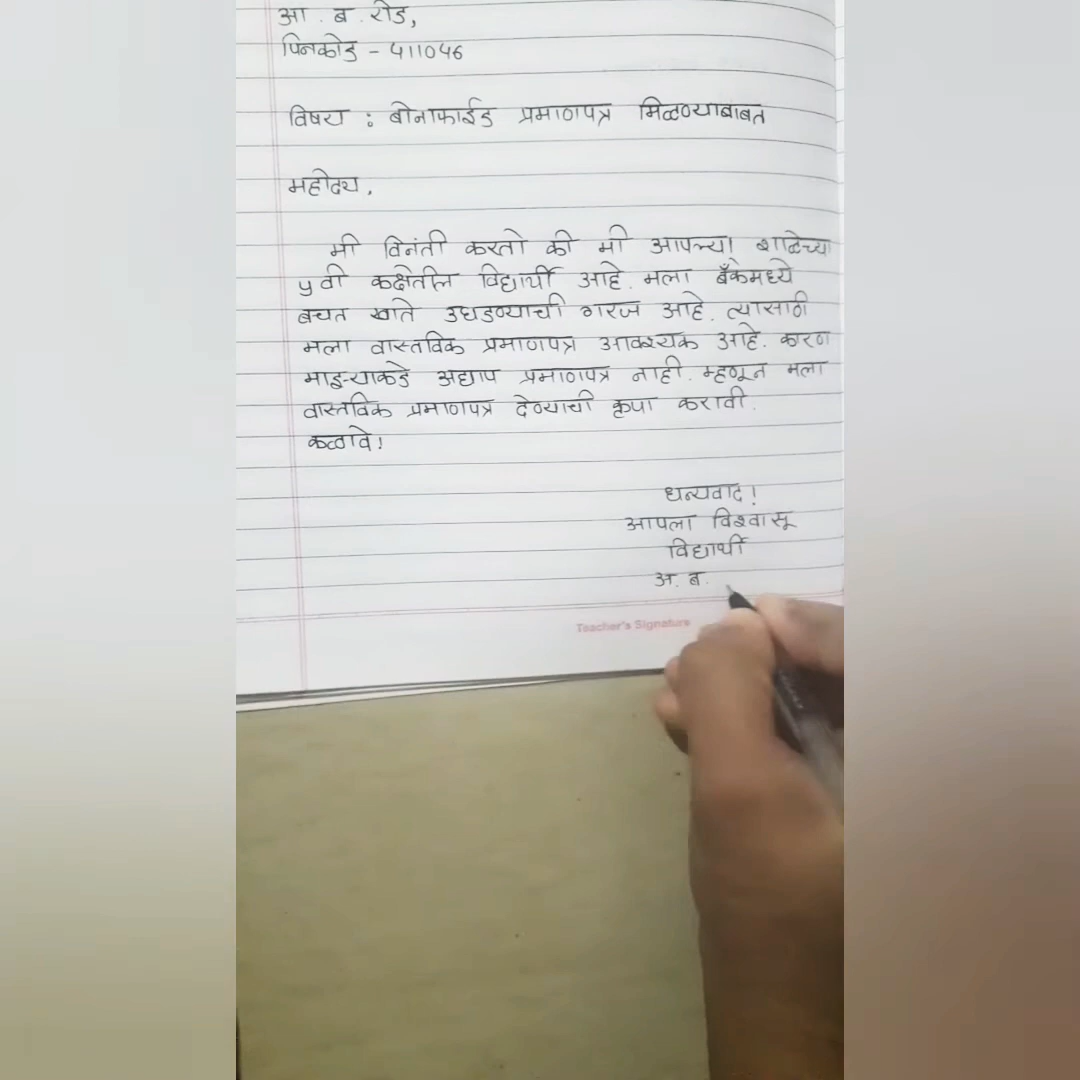 आ . ब . रोड,
पिनकोड - 411046
विषय : बोनाफाईड प्रमाणपत्र मिळण्याबाबत
महोदय,
मी विनंती करतो की मी आपल्या शाळेच्या
9वी कक्षेतील विद्यार्थी आहे. मला बँकेमध्ये
बचत खाते उघडण्याची गरज आहे. त्यासाठी
मला वास्तविक प्रमाणपत्र आवश्यक आहे. कारण
माझ्याकडे अद्याप प्रमाणपत्र नाही. म्हणून मला
वास्तविक प्रमाणपत्र देण्याची कृपा करावी.
कळावे!
धन्यवाद!
आपला विश्वासू
विद्यार्थी
अ. ब.
Teacher's Signature